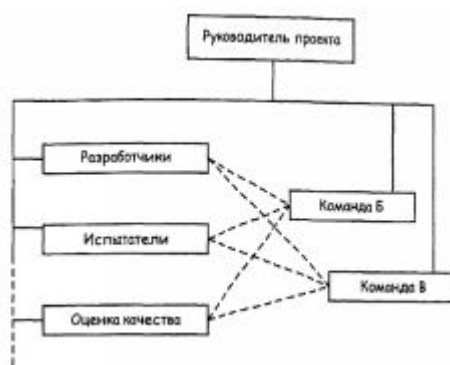 Руководитель проекта
Разработчики
Команда Б
Испытатели
Команда В
Оценка качества